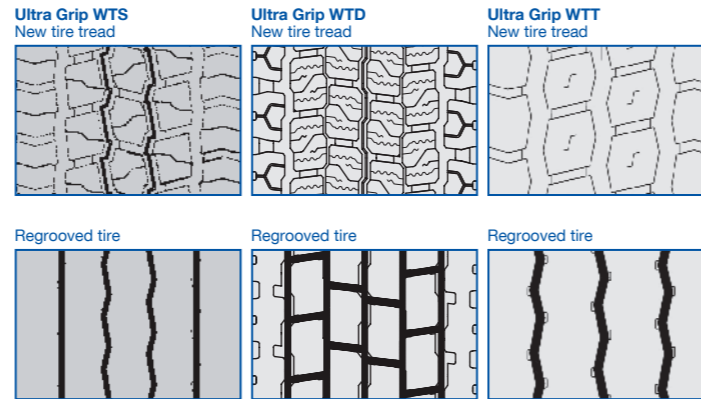 Ultra Grip WTS
New tire tread
Ultra Grip WTD
New tire tread
Ultra Grip WTT
New tire tread
Regrooved tire
Regrooved tire
Regrooved tire